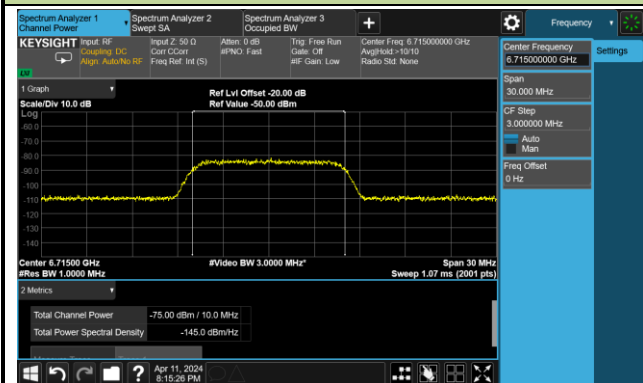 Spectrum Analyzer 1
Channel Power
Spectrum Analyzer 2
Swept SA
Spectrum Analyzer 3
Occupied BW
Frequency
KEYSIGHT
Input: RF
Coupling: DC
Align: Auto/No RF
Input Z: 50 Ω
Corr CCorr
Freq Ref: Int (S)
Atten: 0 dB
#PNO: Fast
Trig: Free Run
Gate: Off
#IF Gain: Low
Center Freq: 6.715000000 GHz
Avg|Hold:>10/10
Radio Std: None
1 Graph
Scale/Div 10.0 dB
Ref Lvl Offset -20.00 dB
Ref Value -50.00 dBm
Log
-60.0
-70.0
-80.0
-90.0
-100
-110
-120
-130
-140
Center 6.71500 GHz
#Video BW 3.0000 MHz*
Span 30 MHz
#Res BW 1.0000 MHz
Sweep 1.07 ms (2001 pts)
2 Metrics
Total Channel Power
-75.00 dBm / 10.0 MHz
Total Power Spectral Density
-145.0 dBm/Hz
Apr 11, 2024
8:15:26 PM
Center Frequency
6.715000000 GHz
Span
30.000 MHz
CF Step
3.000000 MHz
Auto
Man
Freq Offset
0 Hz
Settings